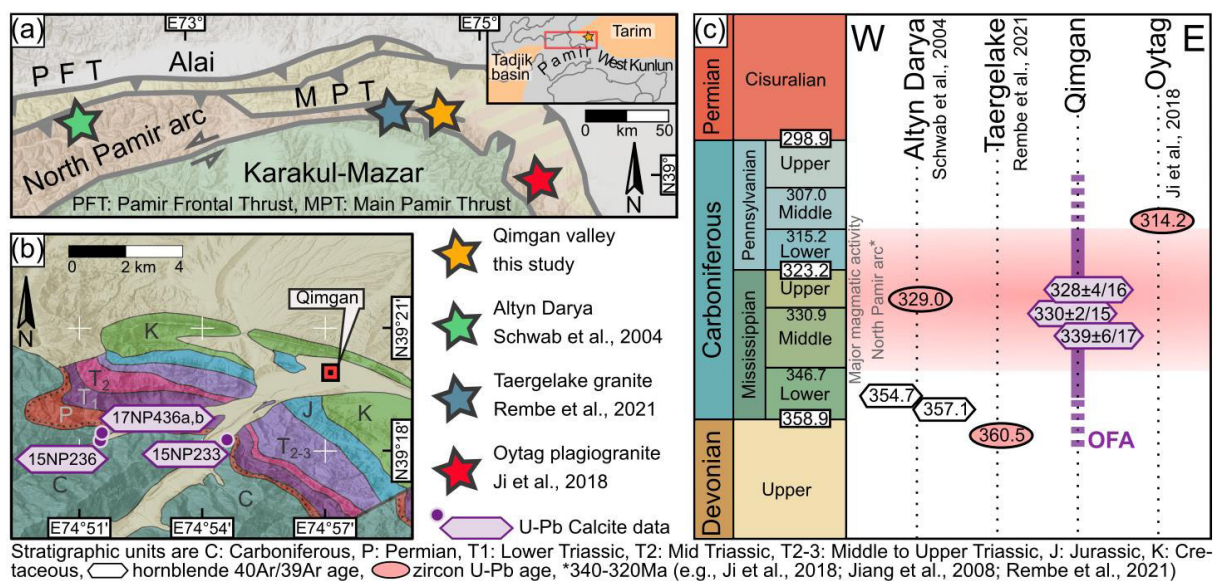 (a)
E73°
E75°
P F T
Alai
M P T
North Pamir arc
Karakul-Mazar
PFT: Pamir Frontal Thrust, MPT: Main Pamir Thrust
Tarim
Tadjik
basin
Pamir
West Kunlun
0 km 50
N39°
N
(b)
0 2 km 4
N
Qimgan
K
T2
T1
P
17NP436a,b
15NP236
15NP233
C
C
J
K
T2-3
N39°21'
N39°18'
E74°51'
E74°54'
E74°57'
Qimgan valley
this study
Altyn Darya
Schwab et al., 2004
Taergelake granite
Rembe et al., 2021
Oytag plagiogranite
Ji et al., 2018
U-Pb Calcite data
(c)
W
E
Altyn Darya
Schwab et al., 2004
Taergelake
Rembe et al., 2021
Qimgan
Oytag
Ji et al., 2018
Permian
Cisuralian
298.9
Carboniferous
Pennsylvanian
Upper
307.0
Middle
315.2
Lower
323.2
Mississippian
Upper
330.9
Middle
346.7
Lower
358.9
Devonian
Upper
Major magmatic activity
North Pamir arc*
314.2
329.0
328±4/16
330±2/15
339±6/17
354.7
357.1
360.5
OFA
Stratigraphic units are C: Carboniferous, P: Permian, T1: Lower Triassic, T2: Mid Triassic, T2-3: Middle to Upper Triassic, J: Jurassic, K: Cre-
taceous, hornblende 40Ar/39Ar age, zircon U-Pb age, *340-320Ma (e.g., Ji et al., 2018; Jiang et al., 2008; Rembe et al., 2021)